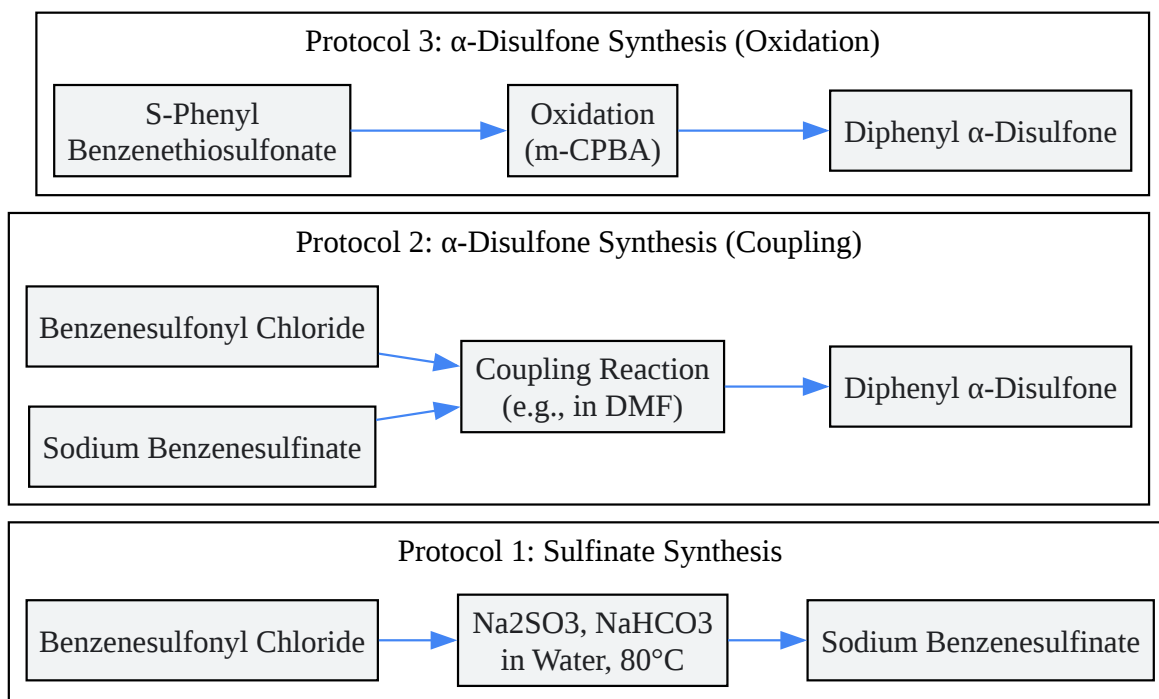 Protocol 3: α-Disulfone Synthesis (Oxidation)
S-Phenyl
Benzenethiosulfonate
Oxidation
(m-CPBA)
Diphenyl α-Disulfone
Protocol 2: α-Disulfone Synthesis (Coupling)
Benzenesulfonyl Chloride
Sodium Benzenesulfinate
Coupling Reaction
(e.g., in DMF)
Diphenyl α-Disulfone
Protocol 1: Sulfinate Synthesis
Benzenesulfonyl Chloride
Na2SO3, NaHCO3
in Water, 80°C
Sodium Benzenesulfinate